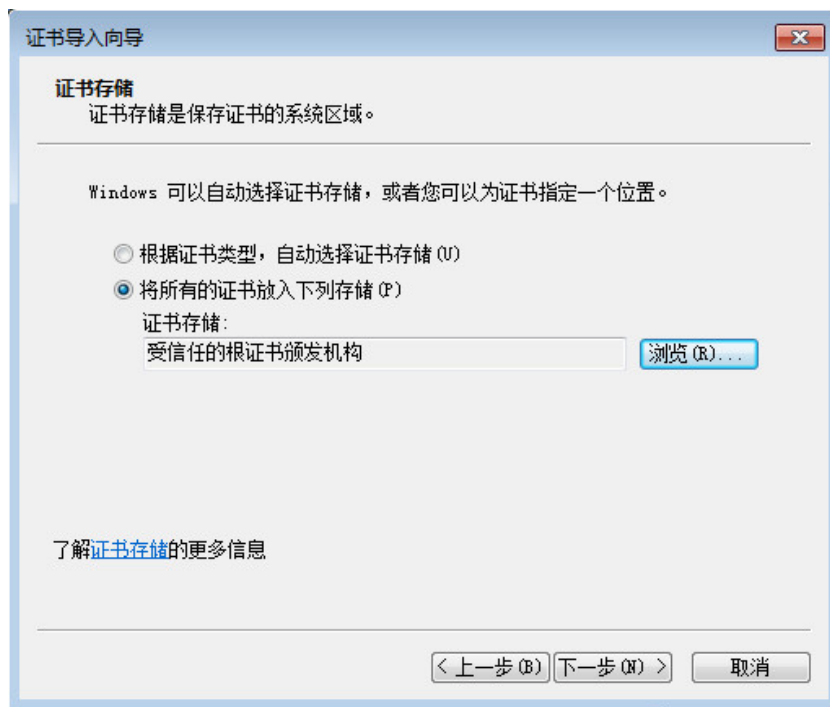 证书导入向导
证书存储
证书存储是保存证书的系统区域。
Windows 可以自动选择证书存储，或者您可以为证书指定一个位置。
根据证书类型，自动选择证书存储(U)
将所有的证书放入下列存储(P)
证书存储:
受信任的根证书颁发机构
浏览(R)...
了解证书存储的更多信息
< 上一步(B) 下一步(N) > 取消